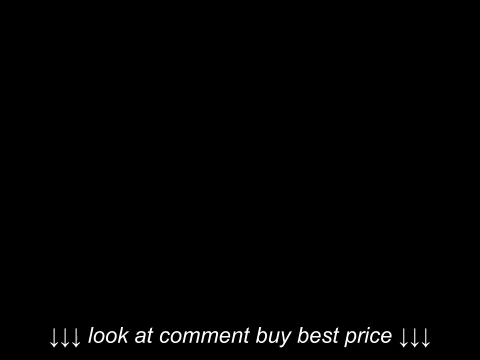 ↓↓↓ look at comment buy best price ↓↓↓